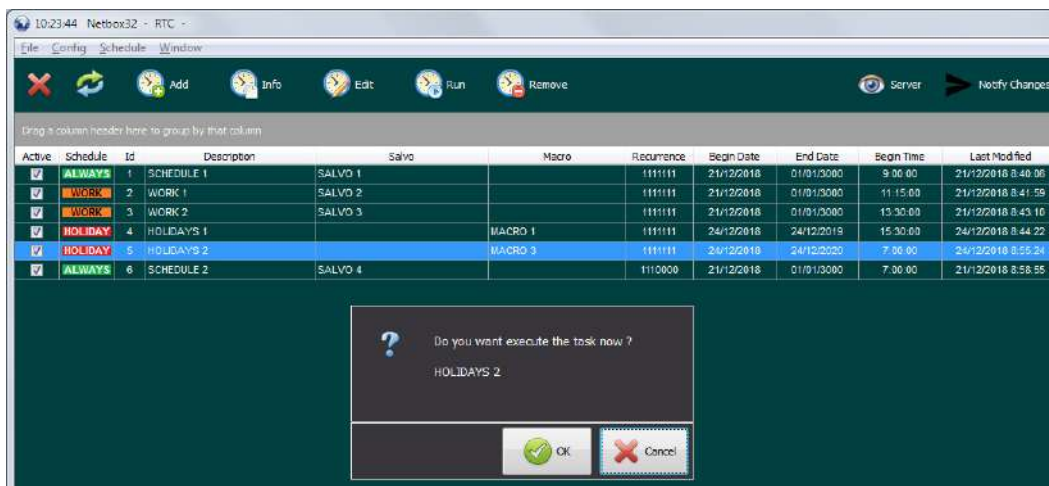 10:23:44 Netbox32 - RTC -
File Config Schedule Window
Add Info Edit Run Remove Server Notify Changes
Drag a column header here to group by that column
Active Schedule Id Description Salvo Macro Recurrence Begin Date End Date Begin Time Last Modified
ALWAYS 1 SCHEDULE 1 SALVO 1 1111111 21/12/2018 01/01/3000 9:00:00 21/12/2018 8:40:06
WORK 2 WORK 1 SALVO 2 1111111 21/12/2018 01/01/3000 11:15:00 21/12/2018 8:41:59
WORK 3 WORK 2 SALVO 3 1111111 21/12/2018 01/01/3000 13:30:00 21/12/2018 8:43:10
HOLIDAY 4 HOLIDAYS 1 MACRO 1 1111111 24/12/2018 24/12/2019 15:30:00 24/12/2018 8:44:22
HOLIDAY 5 HOLIDAYS 2 MACRO 3 1111111 24/12/2018 24/12/2020 7:00:00 24/12/2018 8:55:24
ALWAYS 6 SCHEDULE 2 SALVO 4 1110000 21/12/2018 01/01/3000 7:00:00 21/12/2018 8:58:55
Do you want execute the task now ?
HOLIDAYS 2
OK Cancel